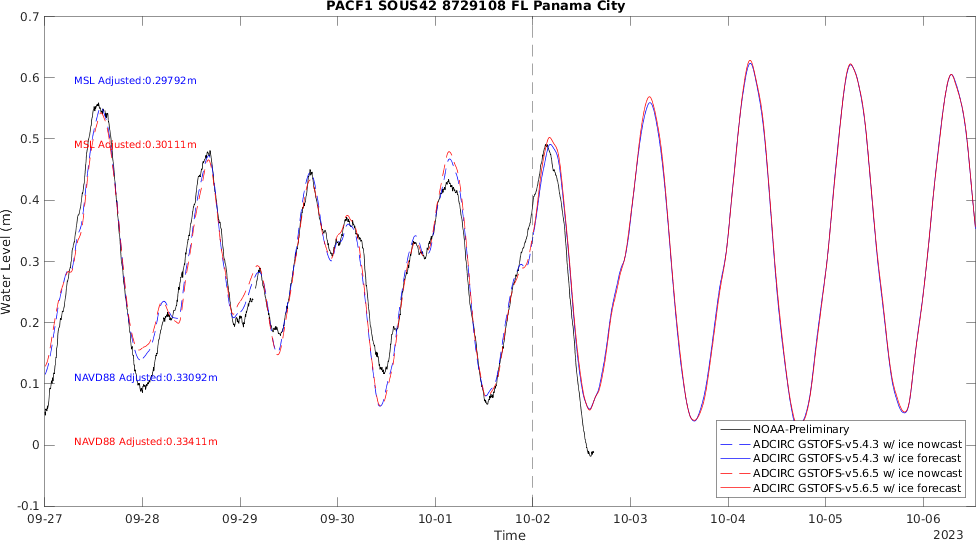 PACF1 SOUS42 8729108 FL Panama City
0.7
0.6
0.5
0.4
0.3
0.2
0.1
0
-0.1
Water Level (m)
MSL Adjusted:0.29792m
MSL Adjusted:0.30111m
NAVD88 Adjusted:0.33092m
NAVD88 Adjusted:0.33411m
NOAA-Preliminary
ADCIRC GSTOFS-v5.4.3 w/ ice nowcast
ADCIRC GSTOFS-v5.4.3 w/ ice forecast
ADCIRC GSTOFS-v5.6.5 w/ ice nowcast
ADCIRC GSTOFS-v5.6.5 w/ ice forecast
09-27 09-28 09-29 09-30 10-01 10-02 10-03 10-04 10-05 10-06
Time
2023